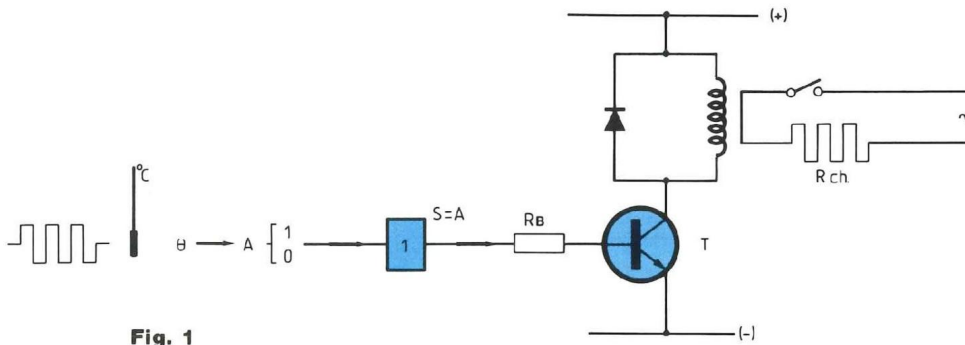 (+)
°C
~
R ch.
S=A
RB
θ
A
1
0
1
T
Fig. 1
(-)